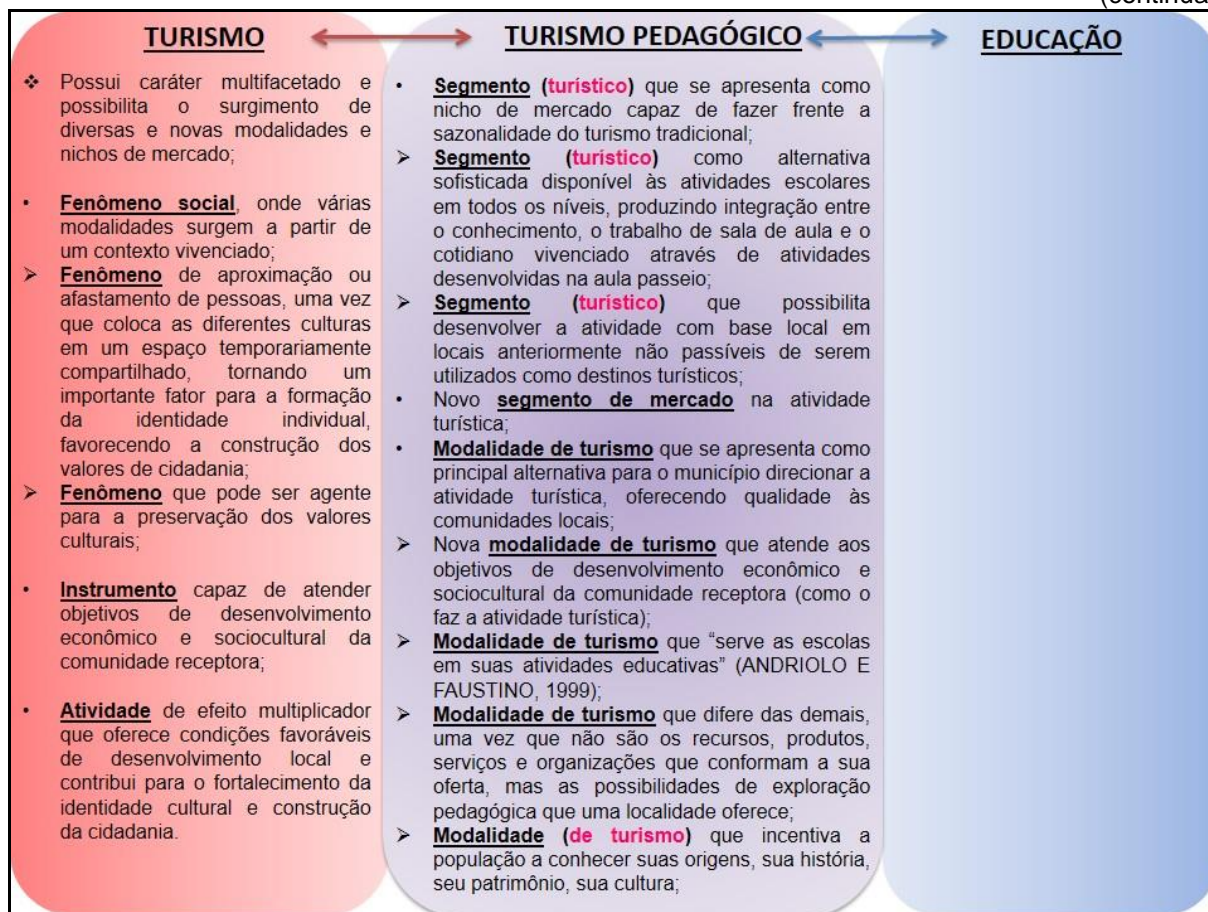 (continua
TURISMO
❖ Possui caráter multifacetado e
possibilita o surgimento de
diversas e novas modalidades e
nichos de mercado;
• Fenômeno social, onde várias
modalidades surgem a partir de
um contexto vivenciado;
➢ Fenômeno de aproximação ou
afastamento de pessoas, uma vez
que coloca as diferentes culturas
em um espaço temporariamente
compartilhado, tornando um
importante fator para a formação
da identidade individual,
favorecendo a construção dos
valores de cidadania;
➢ Fenômeno que pode ser agente
para a preservação dos valores
culturais;
• Instrumento capaz de atender
objetivos de desenvolvimento
econômico e sociocultural da
comunidade receptora;
• Atividade de efeito multiplicador
que oferece condições favoráveis
de desenvolvimento local e
contribui para o fortalecimento da
identidade cultural e construção
da cidadania.
TURISMO PEDAGÓGICO
• Segmento (turístico) que se apresenta como
nicho de mercado capaz de fazer frente a
sazonalidade do turismo tradicional;
➢ Segmento (turístico) como alternativa
sofisticada disponível às atividades escolares
em todos os níveis, produzindo integração entre
o conhecimento, o trabalho de sala de aula e o
cotidiano vivenciado através de atividades
desenvolvidas na aula passeio;
➢ Segmento (turístico) que possibilita
desenvolver a atividade com base local em
locais anteriormente não passíveis de serem
utilizados como destinos turísticos;
• Novo segmento de mercado na atividade
turística;
• Modalidade de turismo que se apresenta como
principal alternativa para o município direcionar a
atividade turística, oferecendo qualidade às
comunidades locais;
➢ Nova modalidade de turismo que atende aos
objetivos de desenvolvimento econômico e
sociocultural da comunidade receptora (como o
faz a atividade turística);
➢ Modalidade de turismo que “serve as escolas
em suas atividades educativas” (ANDRIOLO E
FAUSTINO, 1999);
➢ Modalidade de turismo que difere das demais,
uma vez que não são os recursos, produtos,
serviços e organizações que conformam a sua
oferta, mas as possibilidades de exploração
pedagógica que uma localidade oferece;
➢ Modalidade (de turismo) que incentiva a
população a conhecer suas origens, sua história,
seu patrimônio, sua cultura;
EDUCAÇÃO